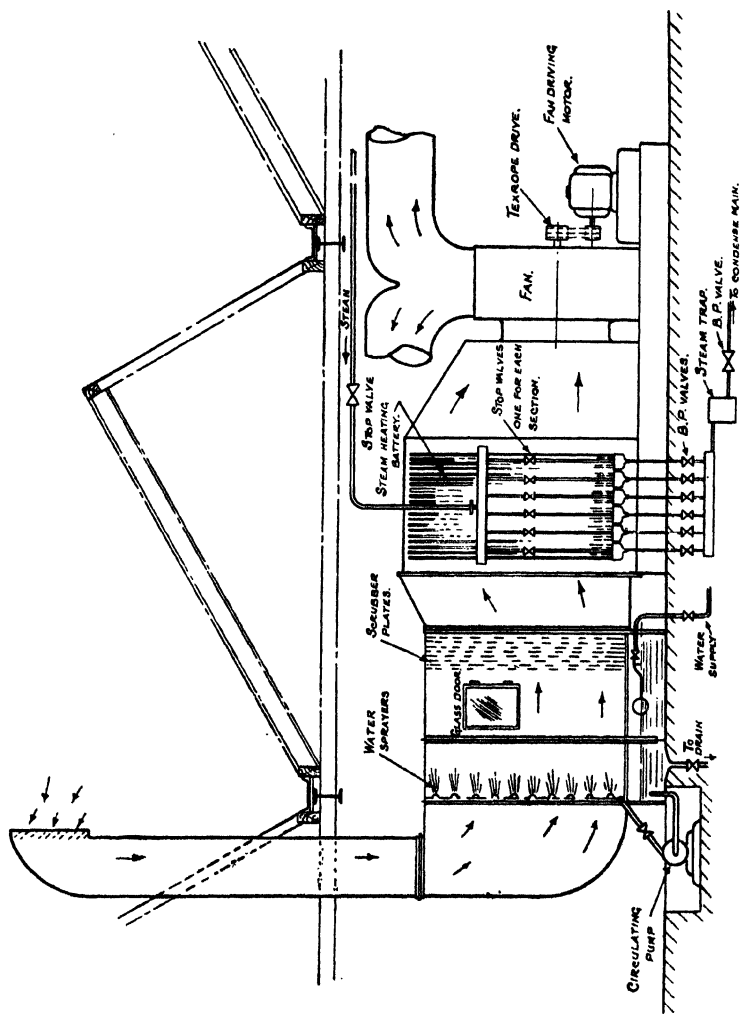 STEAM
STOP VALVE
STEAM HEATING
BATTERY.
STOP VALVES
ONE FOR EACH
SECTION.
FAN.
TEXROPE DRIVE.
FAN DRIVING
MOTOR.
SCRUBBER
PLATES.
WATER
SPRAYERS
GLASS DOOR
CIRCULATING
PUMP
TO
DRAIN
WATER
SUPPLY
B.P. VALVES.
STEAM TRAP.
B.P. VALVE.
TO CONDENSE MAIN.